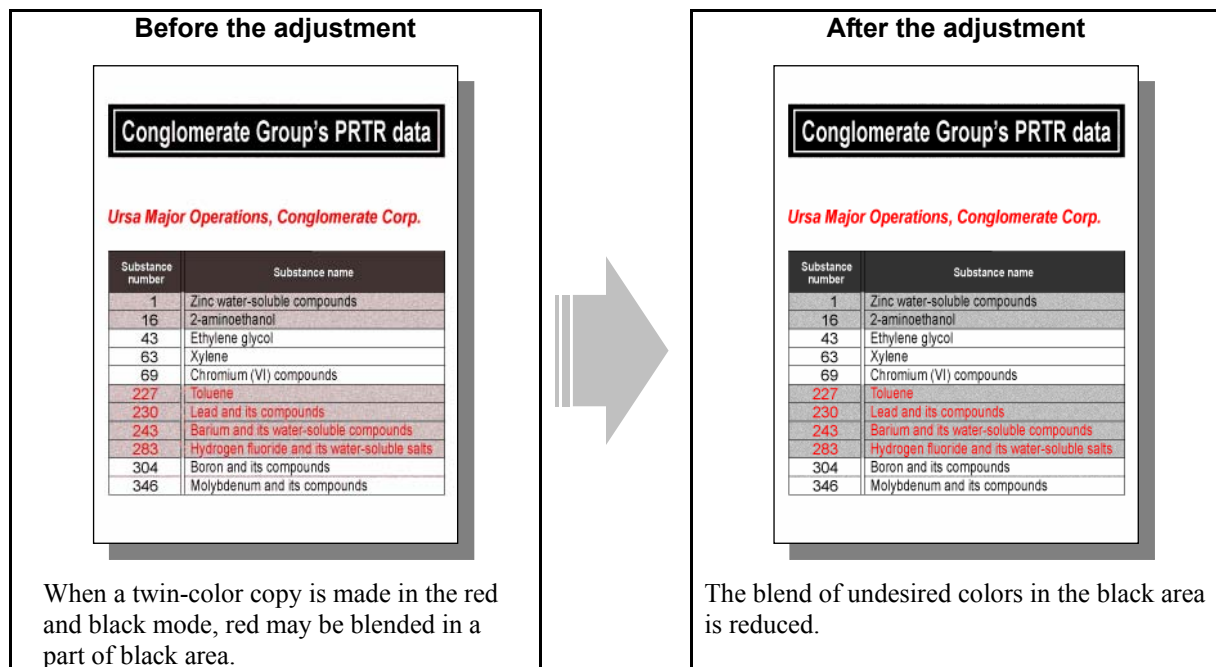 Before the adjustment
Conglomerate Group's PRTR data
Ursa Major Operations, Conglomerate Corp.
Substance number Substance name
1 Zinc water-soluble compounds
16 2-aminoethanol
43 Ethylene glycol
63 Xylene
69 Chromium (VI) compounds
227 Toluene
230 Lead and its compounds
243 Barium and its water-soluble compounds
283 Hydrogen fluoride and its water-soluble salts
304 Boron and its compounds
346 Molybdenum and its compounds
When a twin-color copy is made in the red
and black mode, red may be blended in a
part of black area.
After the adjustment
Conglomerate Group's PRTR data
Ursa Major Operations, Conglomerate Corp.
Substance number Substance name
1 Zinc water-soluble compounds
16 2-aminoethanol
43 Ethylene glycol
63 Xylene
69 Chromium (VI) compounds
227 Toluene
230 Lead and its compounds
243 Barium and its water-soluble compounds
283 Hydrogen fluoride and its water-soluble salts
304 Boron and its compounds
346 Molybdenum and its compounds
The blend of undesired colors in the black area
is reduced.